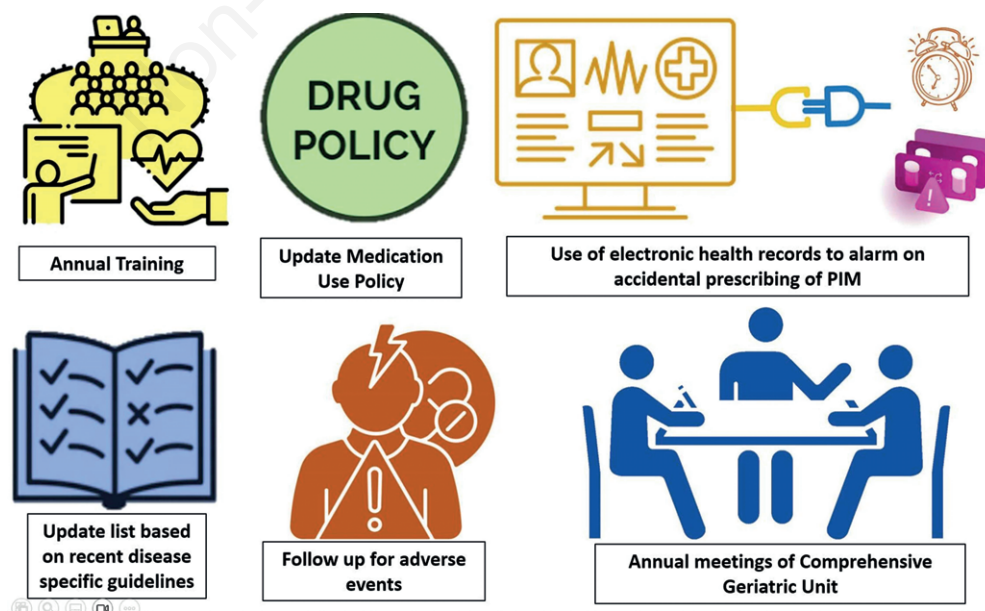 DRUG
POLICY
Annual Training
Update Medication
Use Policy
Use of electronic health records to alarm on
accidental prescribing of PIM
Update list based
on recent disease
specific guidelines
Follow up for adverse
events
Annual meetings of Comprehensive
Geriatric Unit